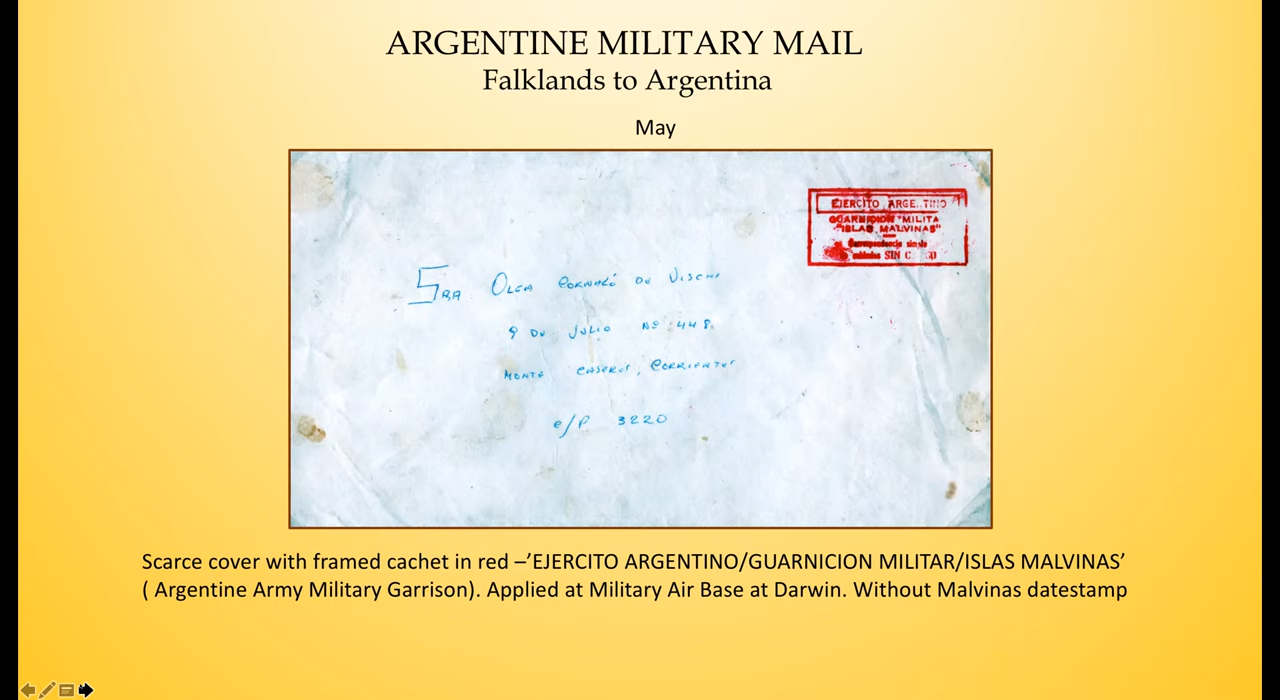 ARGENTINE MILITARY MAIL
Falklands to Argentina
May
EJERCITO ARGE..TINO
GUARNICION "MILITA
"ISLAS MALVINAS"
Correspondencia simple
SIN C
SRA OLGA DE
9 DE JULIO Nº 448
MONTE CASEROS, CORRIENTES
C/P 3220
Scarce cover with framed cachet in red –’EJERCITO ARGENTINO/GUARNICION MILITAR/ISLAS MALVINAS’
( Argentine Army Military Garrison). Applied at Military Air Base at Darwin. Without Malvinas datestamp